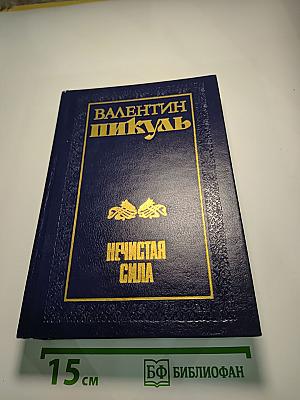 ВАЛЕНТИН
ПИКУЛЬ
НЕЧИСТАЯ
СИЛА
15 см
БФ БИБЛИОФАН